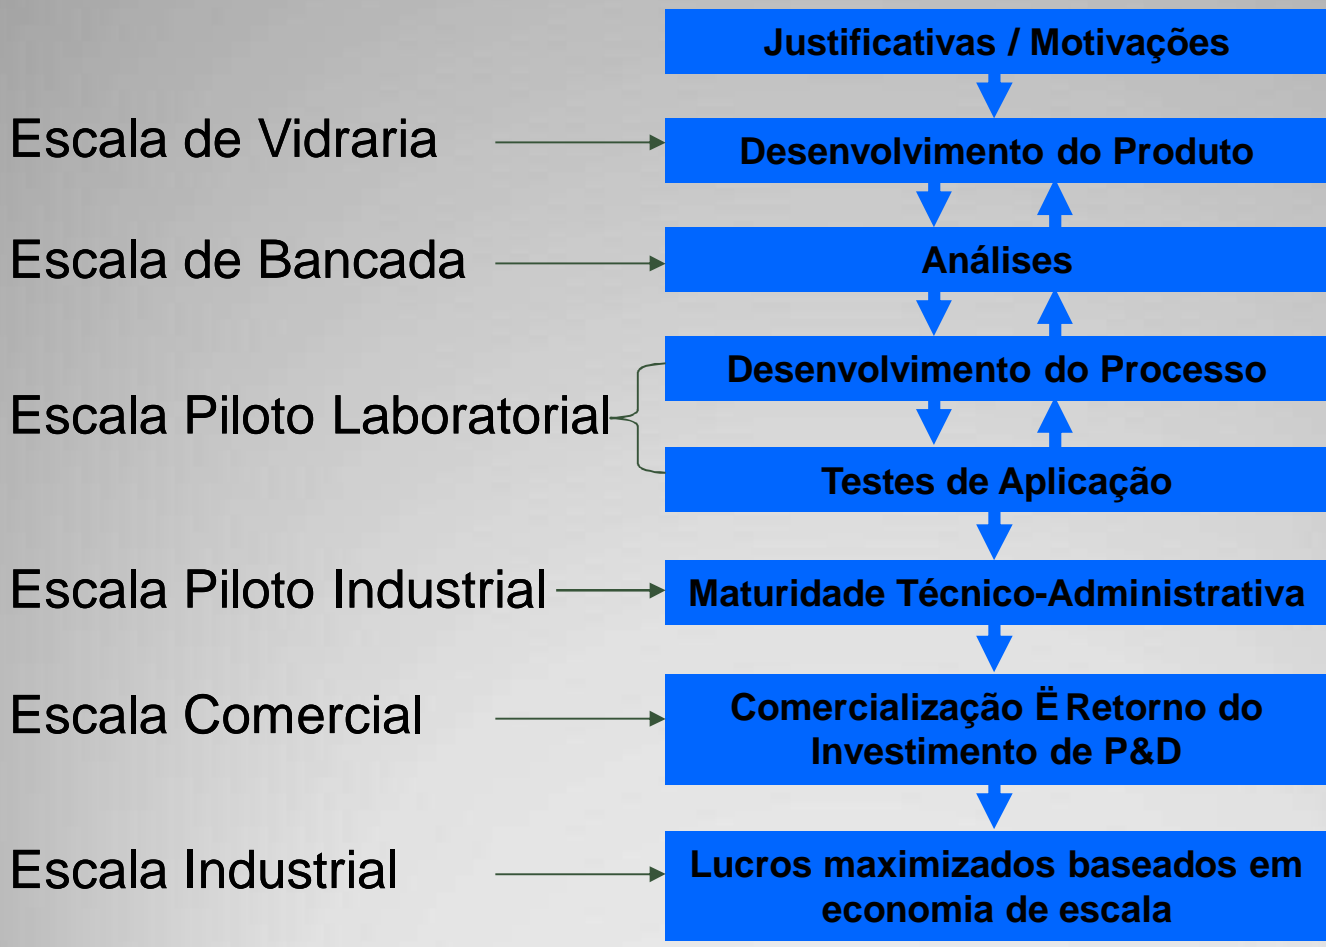 Justificativas / Motivações
Escala de Vidraria
Desenvolvimento do Produto
Escala de Bancada
Análises
Desenvolvimento do Processo
Escala Piloto Laboratorial
Testes de Aplicação
Escala Piloto Industrial
Maturidade Técnico-Administrativa
Escala Comercial
Comercialização Ë Retorno do
Investimento de P&D
Escala Industrial
Lucros maximizados baseados em
economia de escala